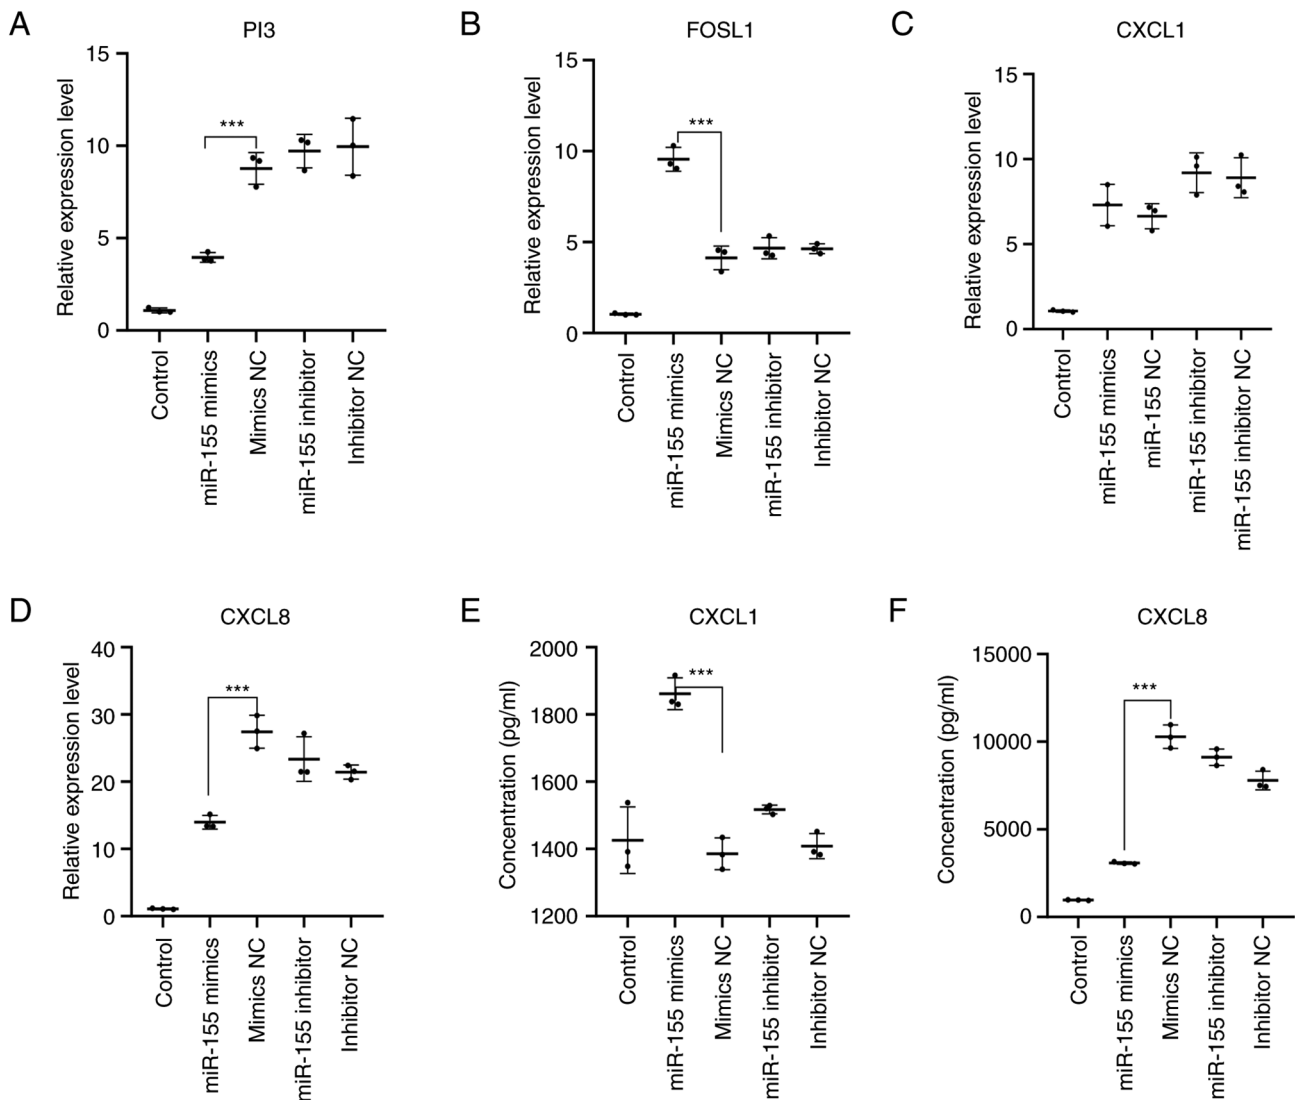 A
PI3
Relative expression level
15
10
5
0
***
Control
miR-155 mimics
Mimics NC
miR-155 inhibitor
Inhibitor NC
B
FOSL1
Relative expression level
15
10
5
0
***
Control
miR-155 mimics
Mimics NC
miR-155 inhibitor
Inhibitor NC
C
CXCL1
Relative expression level
15
10
5
0
Control
miR-155 mimics
miR-155 NC
miR-155 inhibitor
miR-155 inhibitor NC
D
CXCL8
Relative expression level
40
30
20
10
0
***
Control
miR-155 mimics
Mimics NC
miR-155 inhibitor
Inhibitor NC
E
CXCL1
Concentration (pg/ml)
2000
1800
1600
1400
1200
***
Control
miR-155 mimics
Mimics NC
miR-155 inhibitor
Inhibitor NC
F
CXCL8
Concentration (pg/ml)
15000
10000
5000
0
***
Control
miR-155 mimics
Mimics NC
miR-155 inhibitor
Inhibitor NC